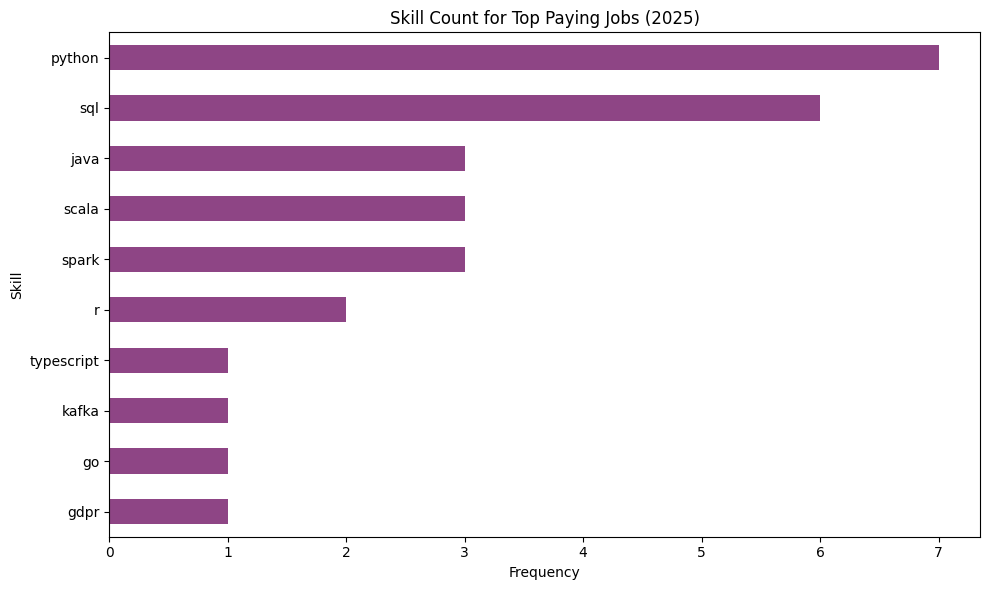 Skill Count for Top Paying Jobs (2025)
python
sql
java
scala
spark
r
typescript
kafka
go
gdpr
Skill
0 1 2 3 4 5 6 7
Frequency